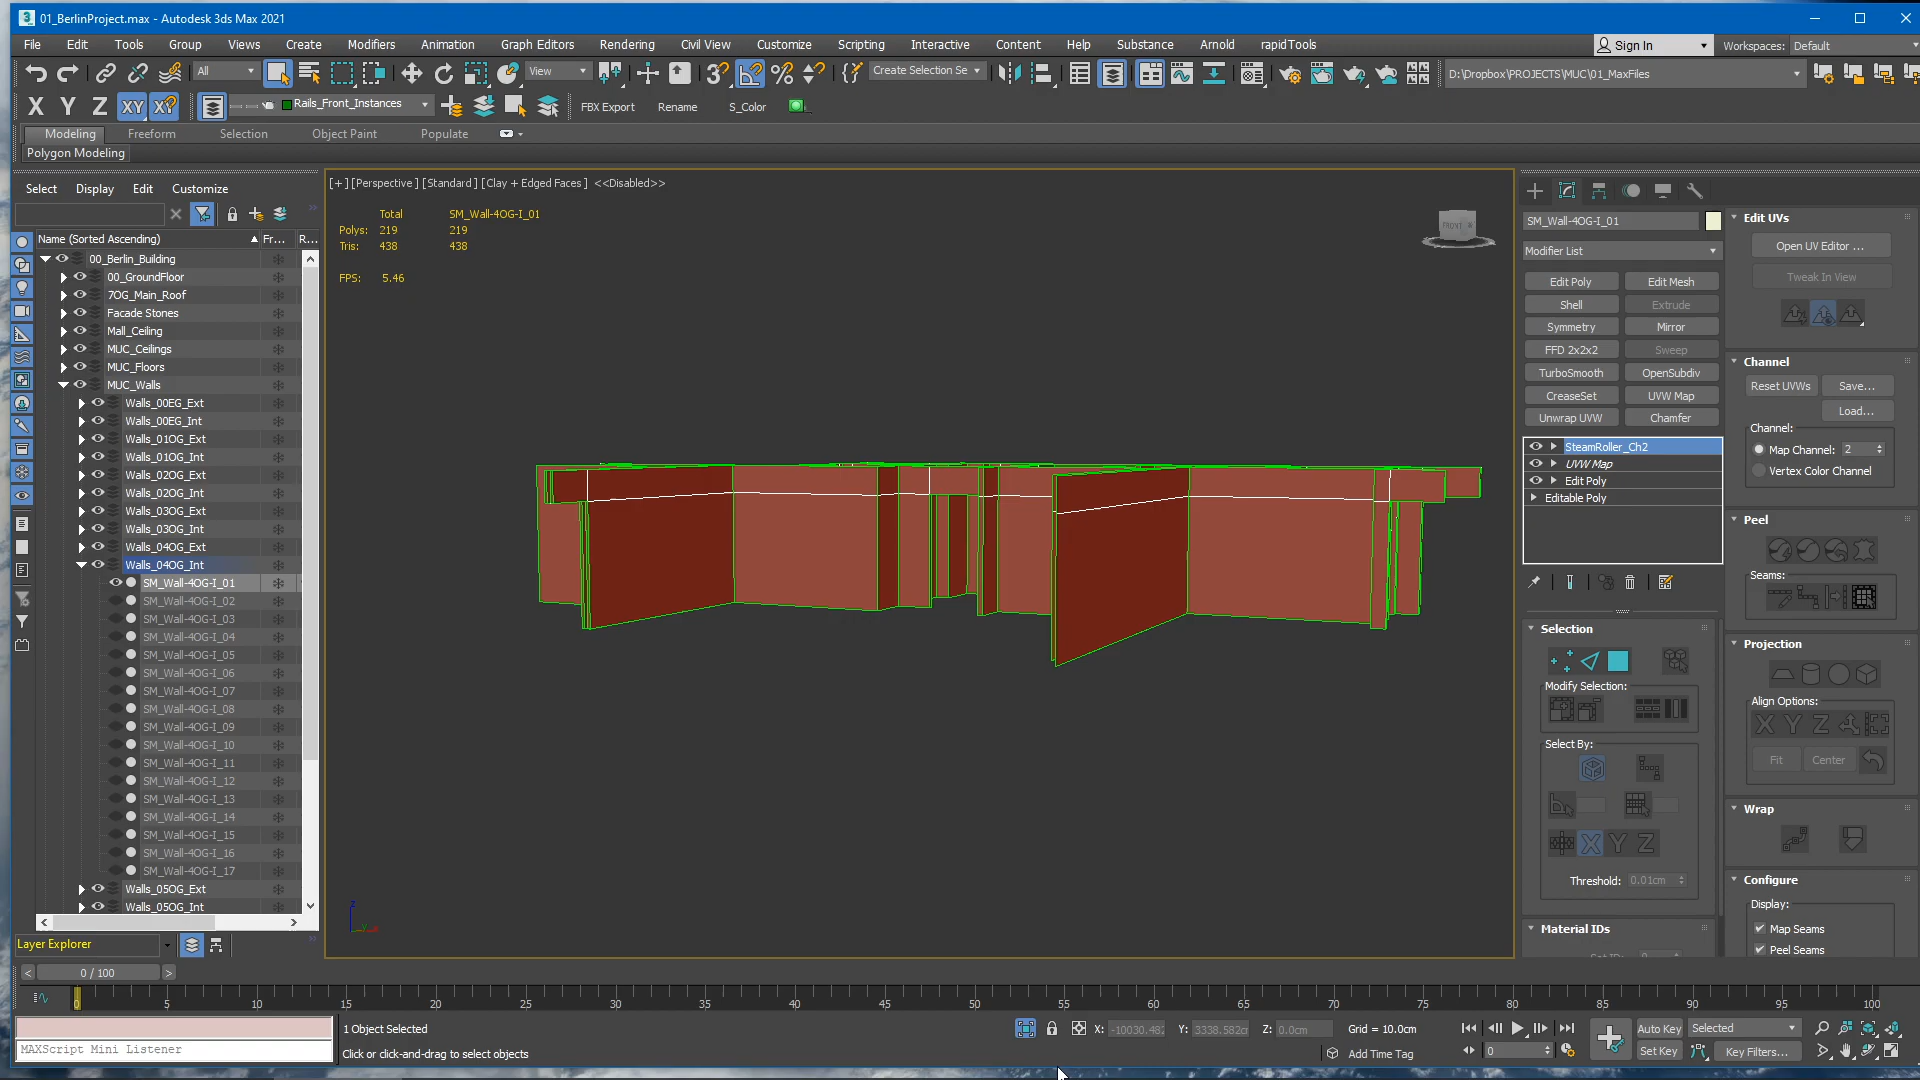 01_BerlinProject.max - Autodesk 3ds Max 2021
File Edit Tools Group Views Create Modifiers Animation Graph Editors Rendering Civil View Customize Scripting Interactive Content Help Substance Arnold rapidTools
Sign In Workspaces: Default
All View Create Selection Se D:\Dropbox\PROJECTS\MUC\01_MaxFiles
X Y Z XY XY Rails_Front_Instances FBX Export Rename S_Color
Modeling Freeform Selection Object Paint Populate
Polygon Modeling
Select Display Edit Customize
Name (Sorted Ascending) Fr... R...
00_Berlin_Building
00_GroundFloor
7OG_Main_Roof
Facade Stones
Mall_Ceiling
MUC_Ceilings
MUC_Floors
MUC_Walls
Walls_00EG_Ext
Walls_00EG_Int
Walls_01OG_Ext
Walls_01OG_Int
Walls_02OG_Ext
Walls_02OG_Int
Walls_03OG_Ext
Walls_03OG_Int
Walls_04OG_Ext
Walls_04OG_Int
SM_Wall-4OG-I_01
SM_Wall-4OG-I_02
SM_Wall-4OG-I_03
SM_Wall-4OG-I_04
SM_Wall-4OG-I_05
SM_Wall-4OG-I_06
SM_Wall-4OG-I_07
SM_Wall-4OG-I_08
SM_Wall-4OG-I_09
SM_Wall-4OG-I_10
SM_Wall-4OG-I_11
SM_Wall-4OG-I_12
SM_Wall-4OG-I_13
SM_Wall-4OG-I_14
SM_Wall-4OG-I_15
SM_Wall-4OG-I_16
SM_Wall-4OG-I_17
Walls_05OG_Ext
Walls_05OG_Int
Layer Explorer
[+] [Perspective] [Standard] [Clay + Edged Faces] <<Disabled>>
Total SM_Wall-4OG-I_01
Polys: 219 219
Tris: 438 438
FPS: 5.46
FRONT
SM_Wall-4OG-I_01
Modifier List
Edit Poly Edit Mesh
Shell Extrude
Symmetry Mirror
FFD 2x2x2 Sweep
TurboSmooth OpenSubdiv
CreaseSet UVW Map
Unwrap UVW Chamfer
SteamRoller_Ch2
UVW Map
Edit Poly
Editable Poly
Selection
Modify Selection:
Select By:
X Y Z
Threshold: 0.01cm
Material IDs
Edit UVs
Open UV Editor ...
Tweak In View
Channel
Reset UVWs Save...
Load...
Channel:
Map Channel: 2
Vertex Color Channel
Peel
Seams:
Projection
Align Options:
X Y Z
Fit Center
Wrap
Configure
Display:
Map Seams
Peel Seams
< 0 / 100 >
0 5 10 15 20 25 30 35 40 45 50 55 60 65 70 75 80 85 90 95 100
1 Object Selected X: -10030.482 Y: 3338.582cm Z: 0.0cm Grid = 10.0cm Auto Key Selected
MAXScript Mini Listener Click or click-and-drag to select objects Add Time Tag 0 Set Key Key Filters...